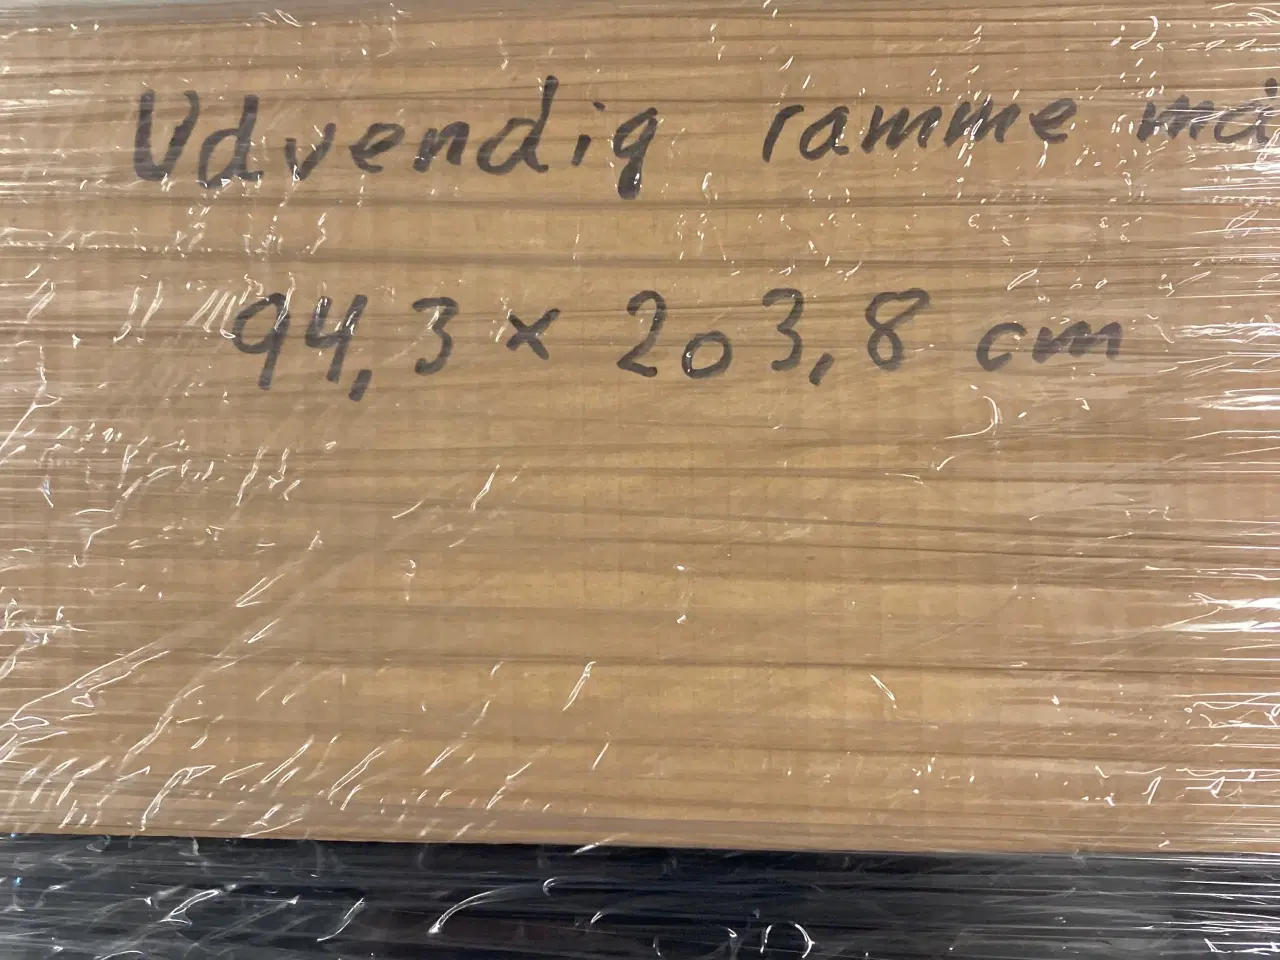 Udvendig ramme
94,3 x 203,8 cm